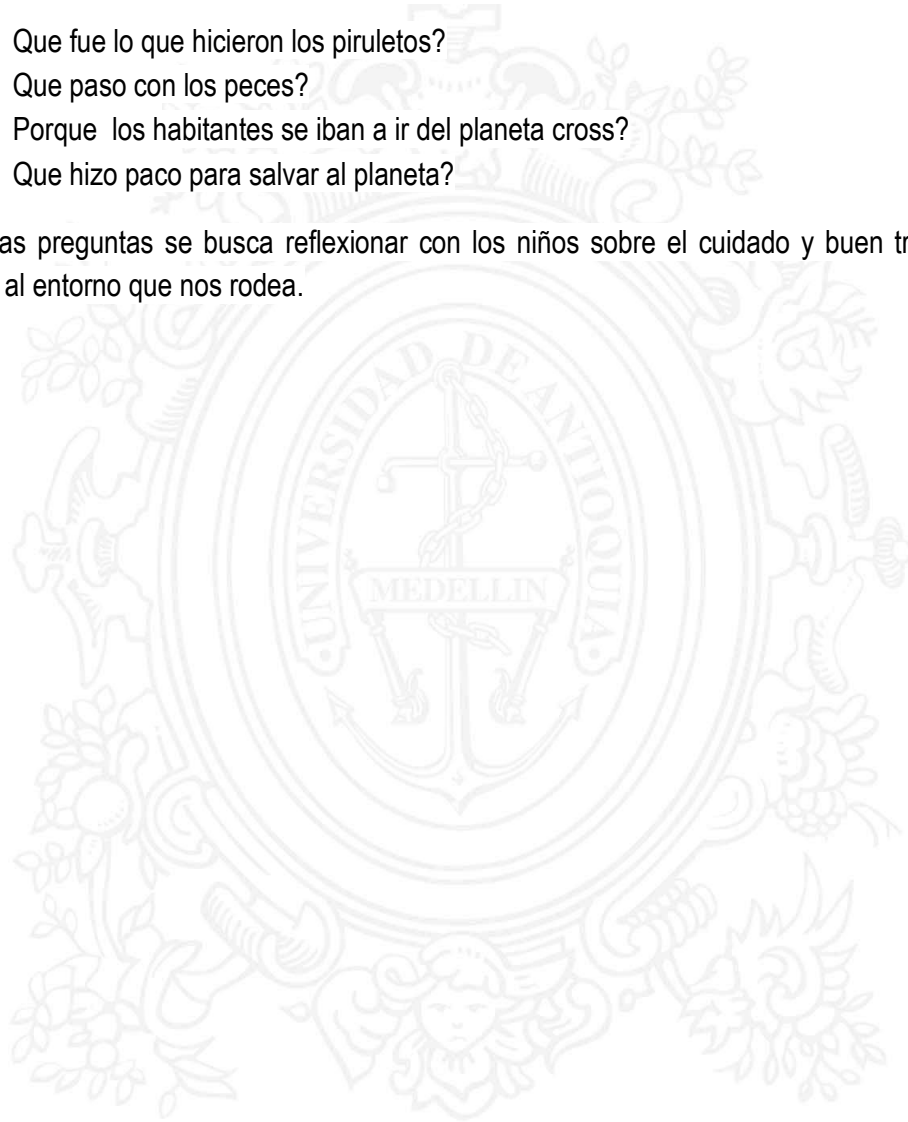 Que fue lo que hicieron los piruletos?
Que paso con los peces?
Porque los habitantes se iban a ir del planeta cross?
Que hizo paco para salvar al planeta?
as preguntas se busca reflexionar con los niños sobre el cuidado y buen tr
al entorno que nos rodea.
UNIVERSIDAD DE ANTIOQUIA
MEDELLIN